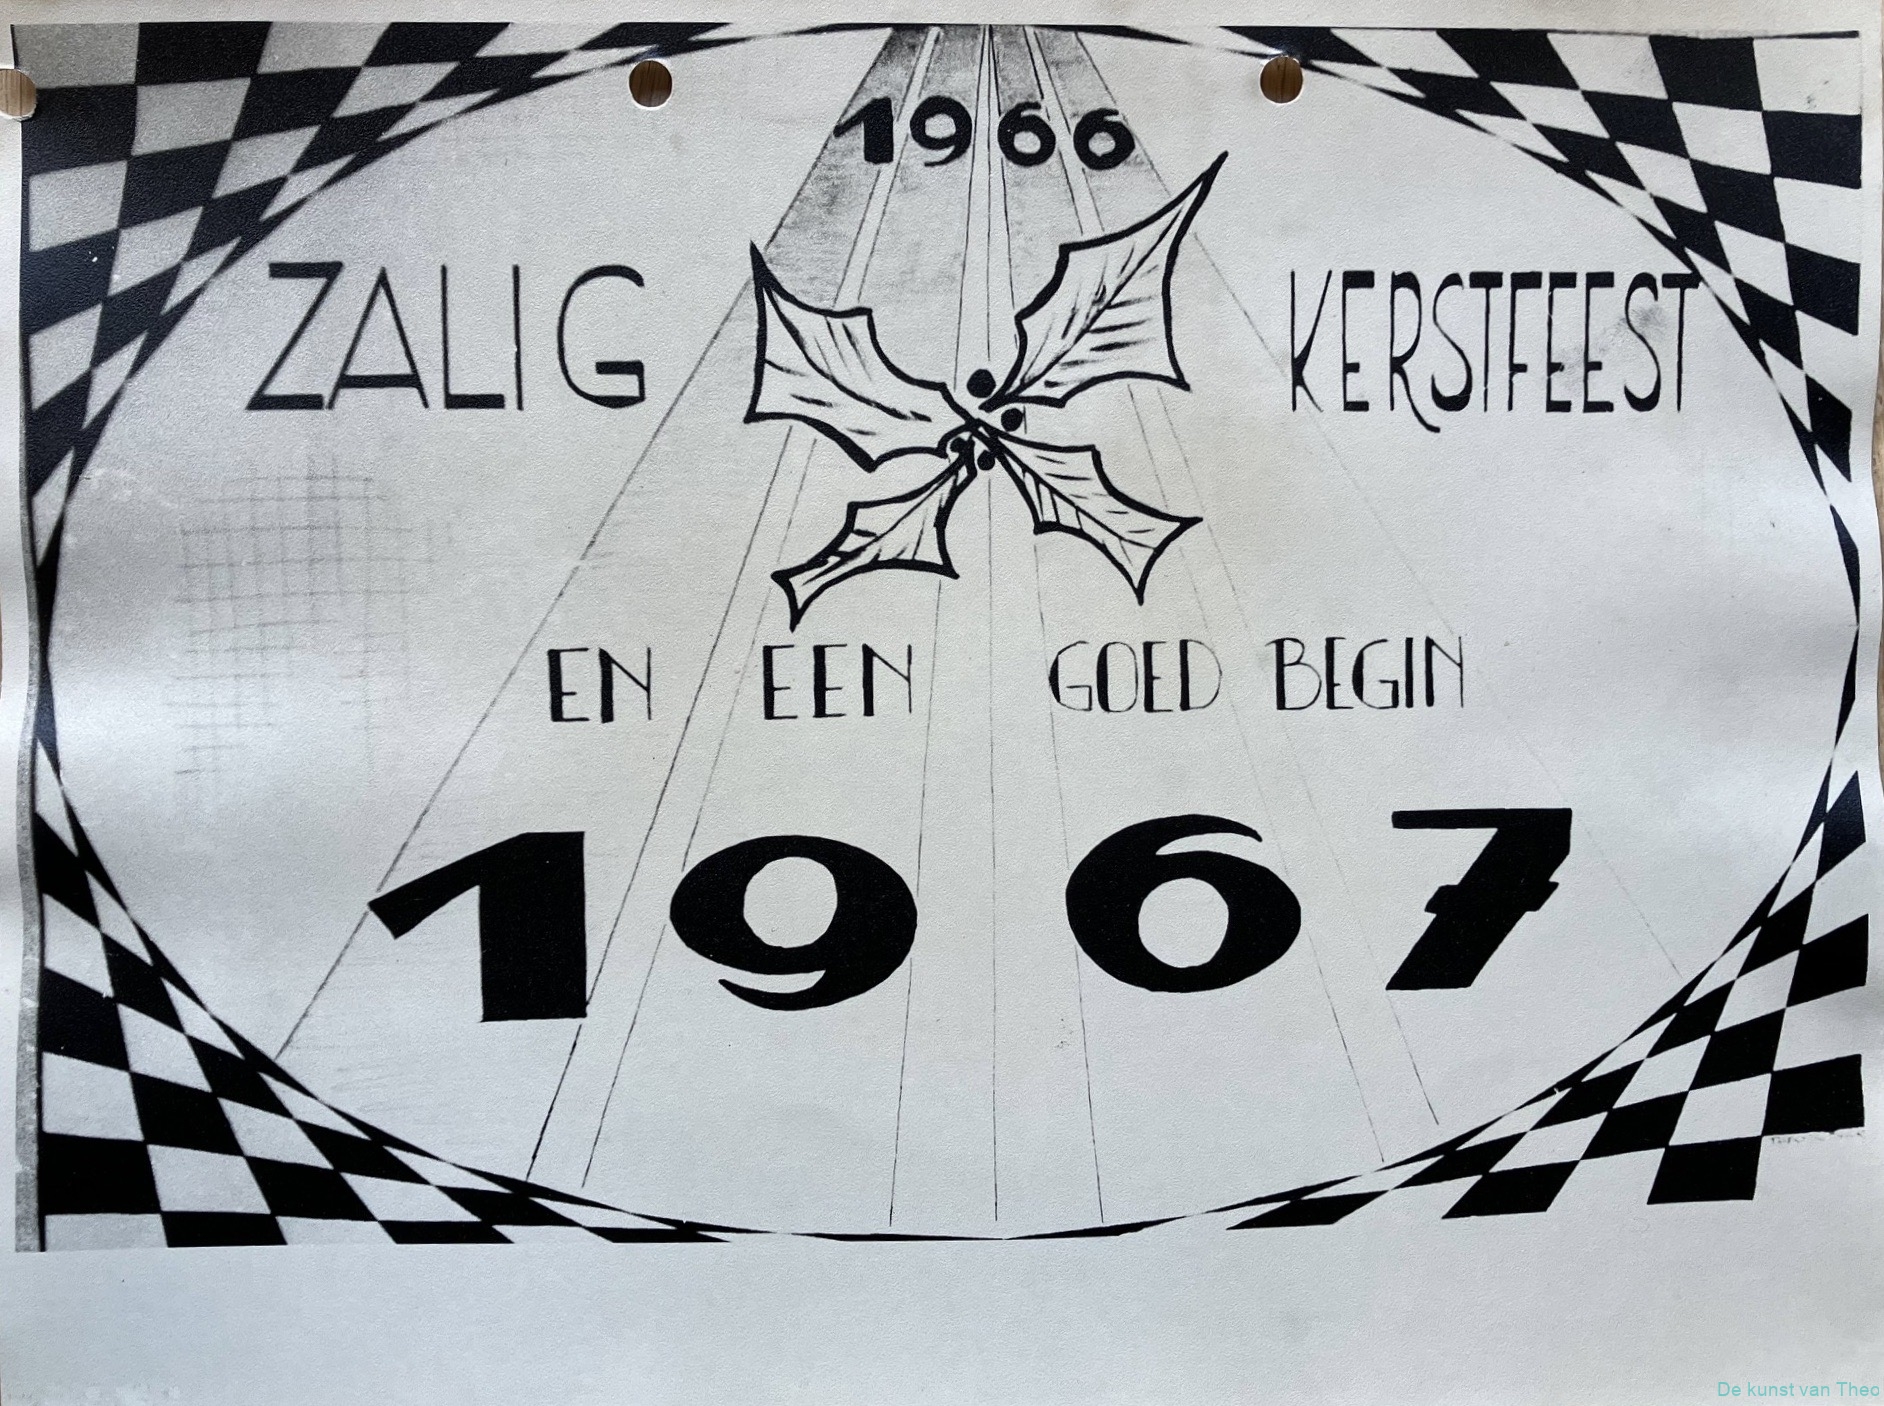 1966
ZALIG KERSTFEEST
EN EEN GOED BEGIN
1967
De kunst van Theo